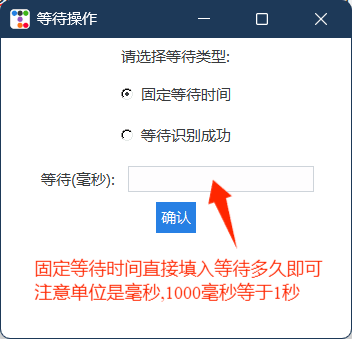 等待操作
请选择等待类型:
固定等待时间
等待识别成功
等待(毫秒):
确认
固定等待时间直接填入等待多久即可
注意单位是毫秒,1000毫秒等于1秒